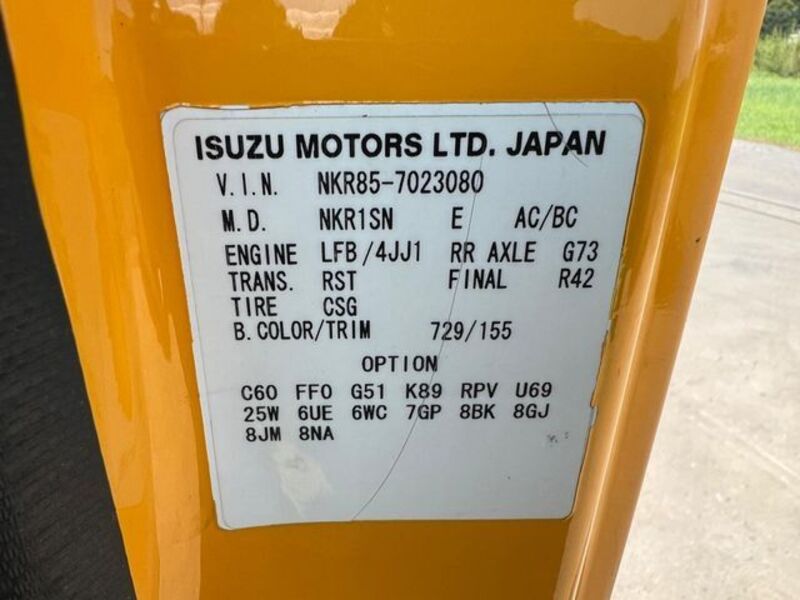 ISUZU MOTORS LTD. JAPAN
V.I.N. NKR85-7023080
M.D. NKR1SN E AC/BC
ENGINE LFB/4JJ1 RR AXLE G73
TRANS. RST FINAL R42
TIRE CSG
B.COLOR/TRIM 729/155
OPTION
C60 FF0 G51 K89 RPV U69
25W 6UE 6WC 7GP 8BK 8GJ
8JM 8NA